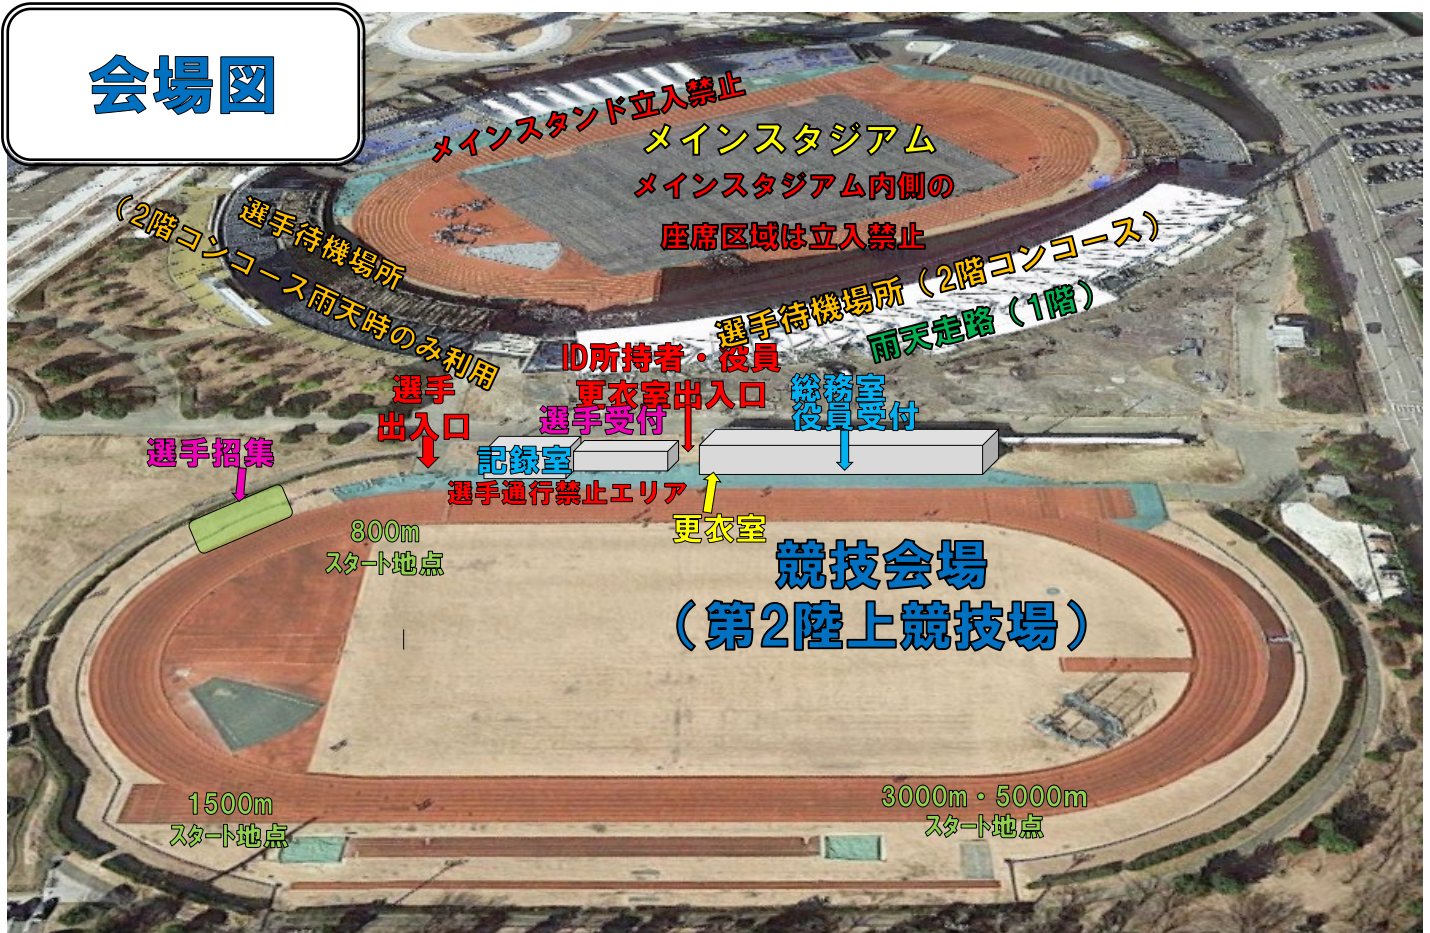 会場図
メインスタンド立入禁止
メインスタジアム
メインスタジアム内側の
座席区域は立入禁止
選手待機場所
（2階コンコース雨天時のみ利用
選手待機場所（2階コンコース）
雨天走路（1階）
ID所持者・役員
更衣室出入口
選手
出入口
選手受付
総務室
役員受付
選手招集
記録室
選手通行禁止エリア
更衣室
800m
スタート地点
競技会場
（第2陸上競技場）
1500m
スタート地点
3000m・5000m
スタート地点